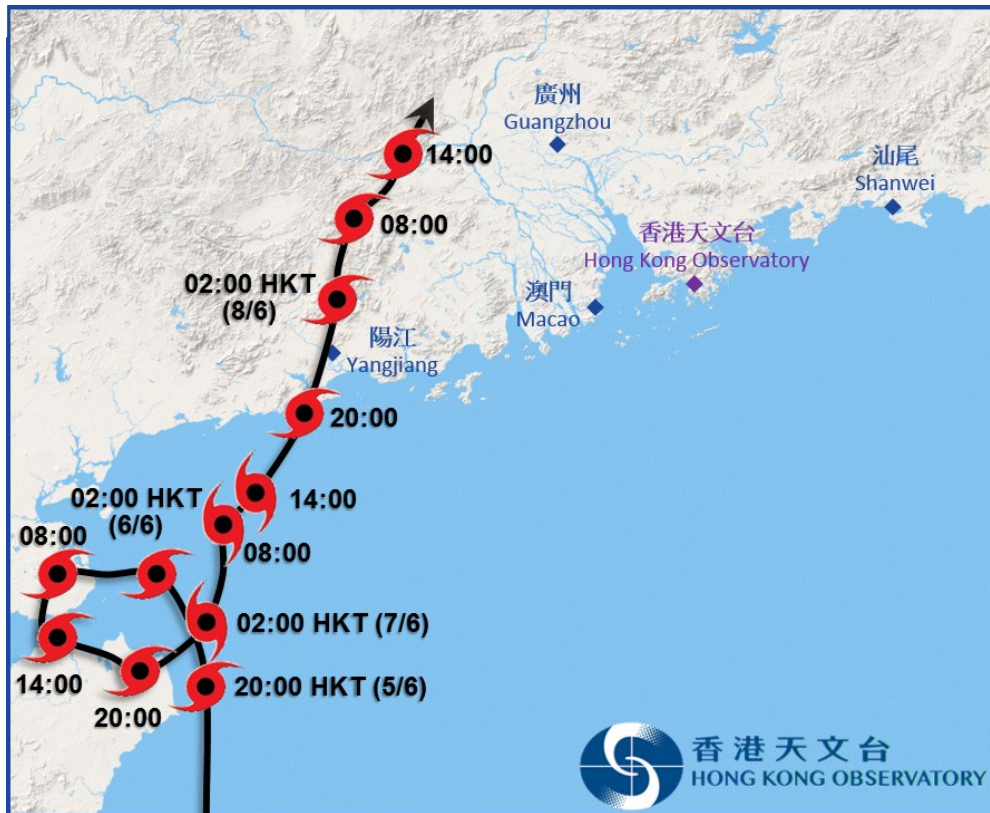 廣州
Guangzhou
14:00
汕尾
Shanwei
08:00
香港天文台
Hong Kong Observatory
02:00 HKT
(8/6)
澳門
Macao
陽江
Yangjiang
20:00
02:00 HKT
(6/6)
14:00
08:00
08:00
02:00 HKT (7/6)
14:00
20:00 HKT (5/6)
20:00
香港天文台
HONG KONG OBSERVATORY